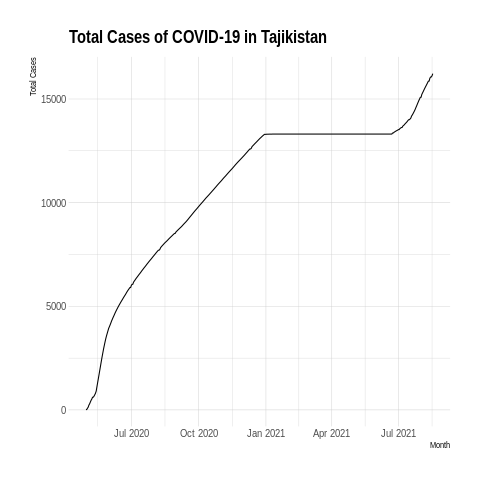 Total Cases of COVID-19 in Tajikistan
Total Cases
15000
10000
5000
0
Jul 2020 Oct 2020 Jan 2021 Apr 2021 Jul 2021
Month